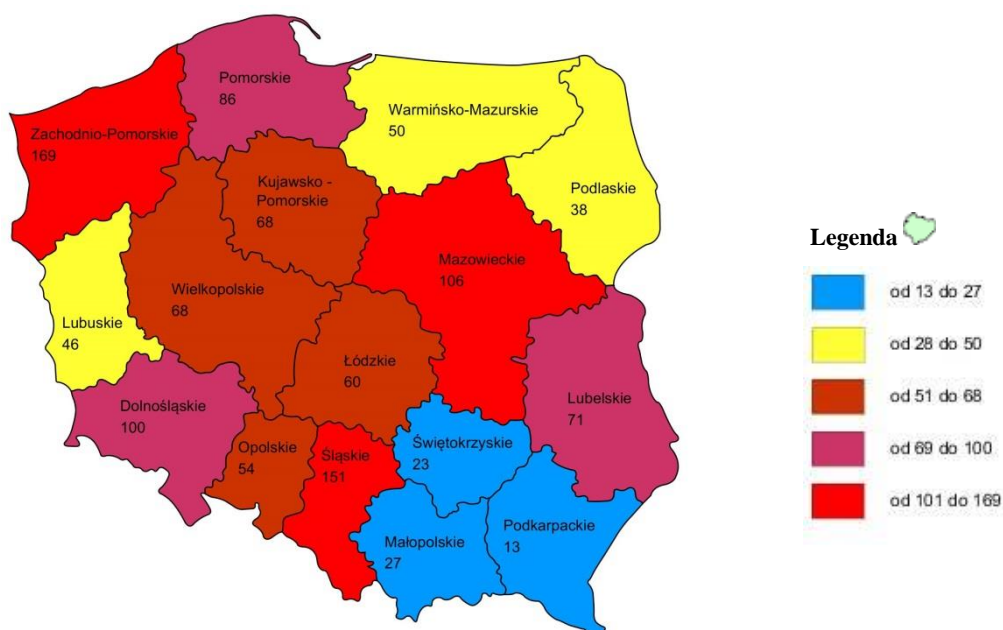 Pomorskie
86
Warmińsko-Mazurskie
50
Zachodnio-Pomorskie
169
Kujawsko -
Pomorskie
68
Podlaskie
38
Mazowieckie
106
Wielkopolskie
68
Lubuskie
46
Łódzkie
60
Dolnośląskie
100
Lubelskie
71
Opolskie
54
Śląskie
151
Świętokrzyskie
23
Małopolskie
27
Podkarpackie
13
Legenda
od 13 do 27
od 28 do 50
od 51 do 68
od 69 do 100
od 101 do 169